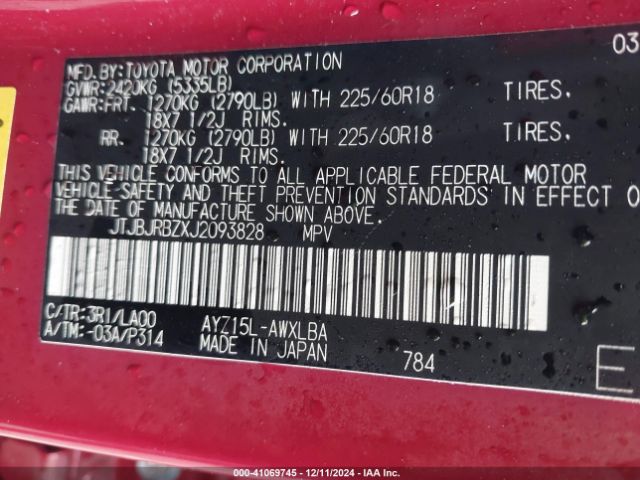 MFD.BY:TOYOTA MOTOR CORPORATION 03
GVWR:2420KG (5335LB)
GAWR:FRT. 1270KG (2790LB) WITH 225/60R18 TIRES,
18X7 1/2J RIMS.
RR. 1270KG (2790LB) WITH 225/60R18 TIRES,
18X7 1/2J RIMS.
THIS VEHICLE CONFORMS TO ALL APPLICABLE FEDERAL MOTOR
VEHICLE-SAFETY AND THEFT PREVENTION STANDARDS IN EFFECT O
THE DATE OF MANUFACTURE SHOWN ABOVE.
JTJBJRBZXJ2093828 MPV
C/TR:3R1/LA00 AYZ15L-AWXLBA
A/TM:-03A/P314 MADE IN JAPAN 784 E
000-41069745 - 12/11/2024 - IAA Inc.